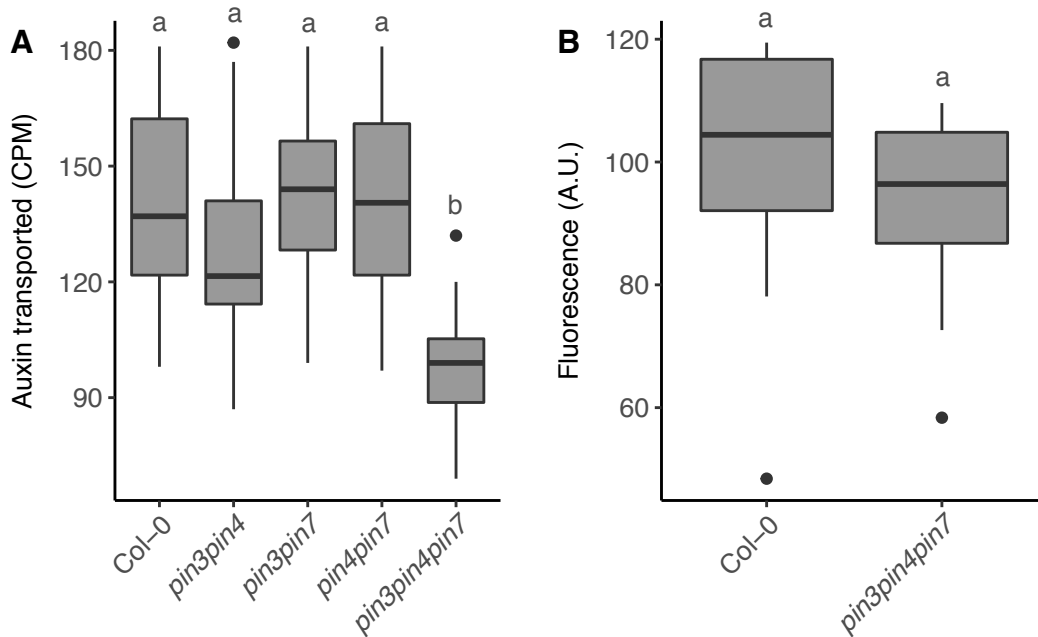 A
a a a a
b
Auxin transported (CPM)
180
150
120
90
Col–0
pin3pin4
pin3pin7
pin4pin7
pin3pin4pin7
B
a
a
Fluorescence (A.U.)
120
100
80
60
Col–0
pin3pin4pin7